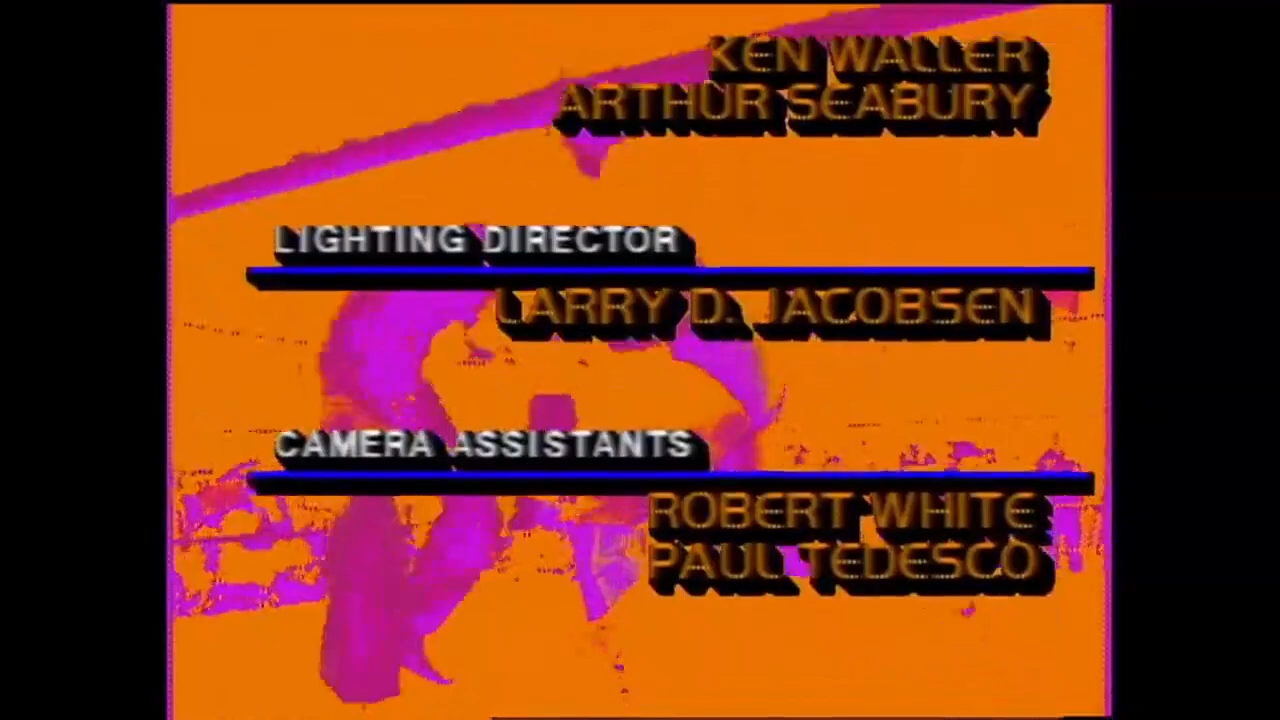 KEN WALLER
ARTHUR SEABURY
LIGHTING DIRECTOR
LARRY D. JACOBSEN
CAMERA ASSISTANTS
ROBERT WHITE
PAUL TEDESCO